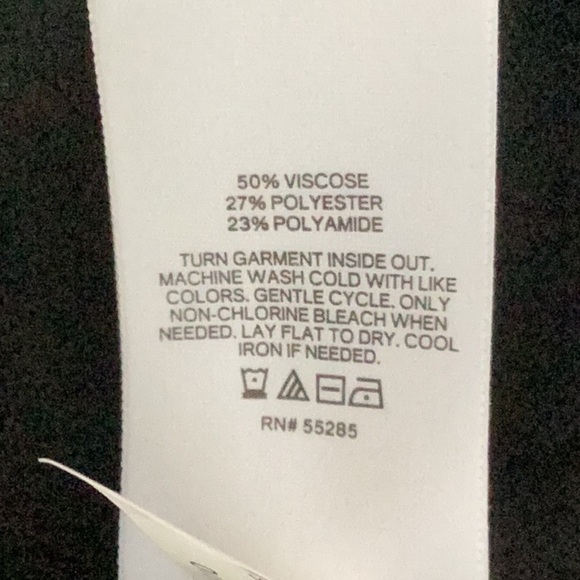 50% VISCOSE
27% POLYESTER
23% POLYAMIDE
TURN GARMENT INSIDE OUT.
MACHINE WASH COLD WITH LIKE
COLORS. GENTLE CYCLE. ONLY
NON-CHLORINE BLEACH WHEN
NEEDED. LAY FLAT TO DRY. COOL
IRON IF NEEDED.
RN# 55285